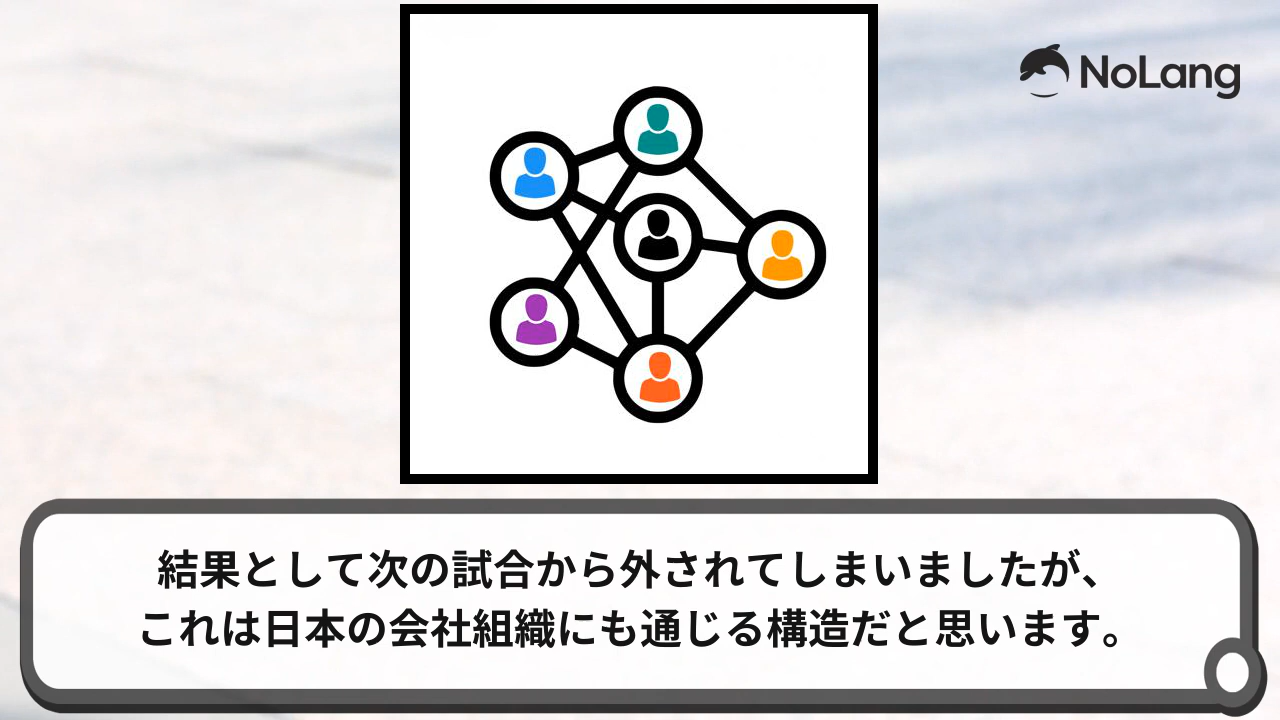 NoLang
結果として次の試合から外されてしまいましたが、
これは日本の会社組織にも通じる構造だと思います。